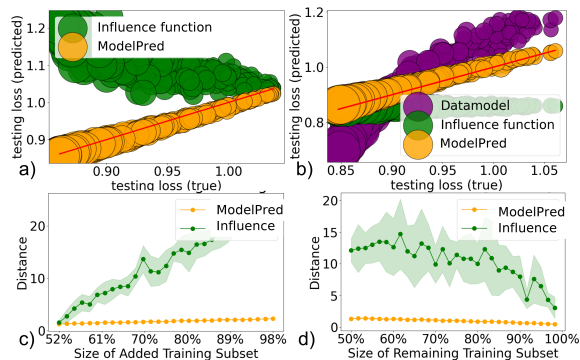 1.2
1.1
1.0
0.9
testing loss (predicted)
Influence function
ModelPred
a)
0.90
0.95
1.00
testing loss (true)
1.2
1.0
0.8
testing loss (predicted)
Datamodel
Influence function
ModelPred
b)
0.85
0.90
0.95
1.00
1.05
testing loss (true)
20
10
0
Distance
ModelPred
Influence
c)
52%
61%
70%
79%
89%
98%
Size of Added Training Subset
20
10
0
Distance
ModelPred
Influence
d)
50%
60%
70%
80%
90%
100%
Size of Remaining Training Subset